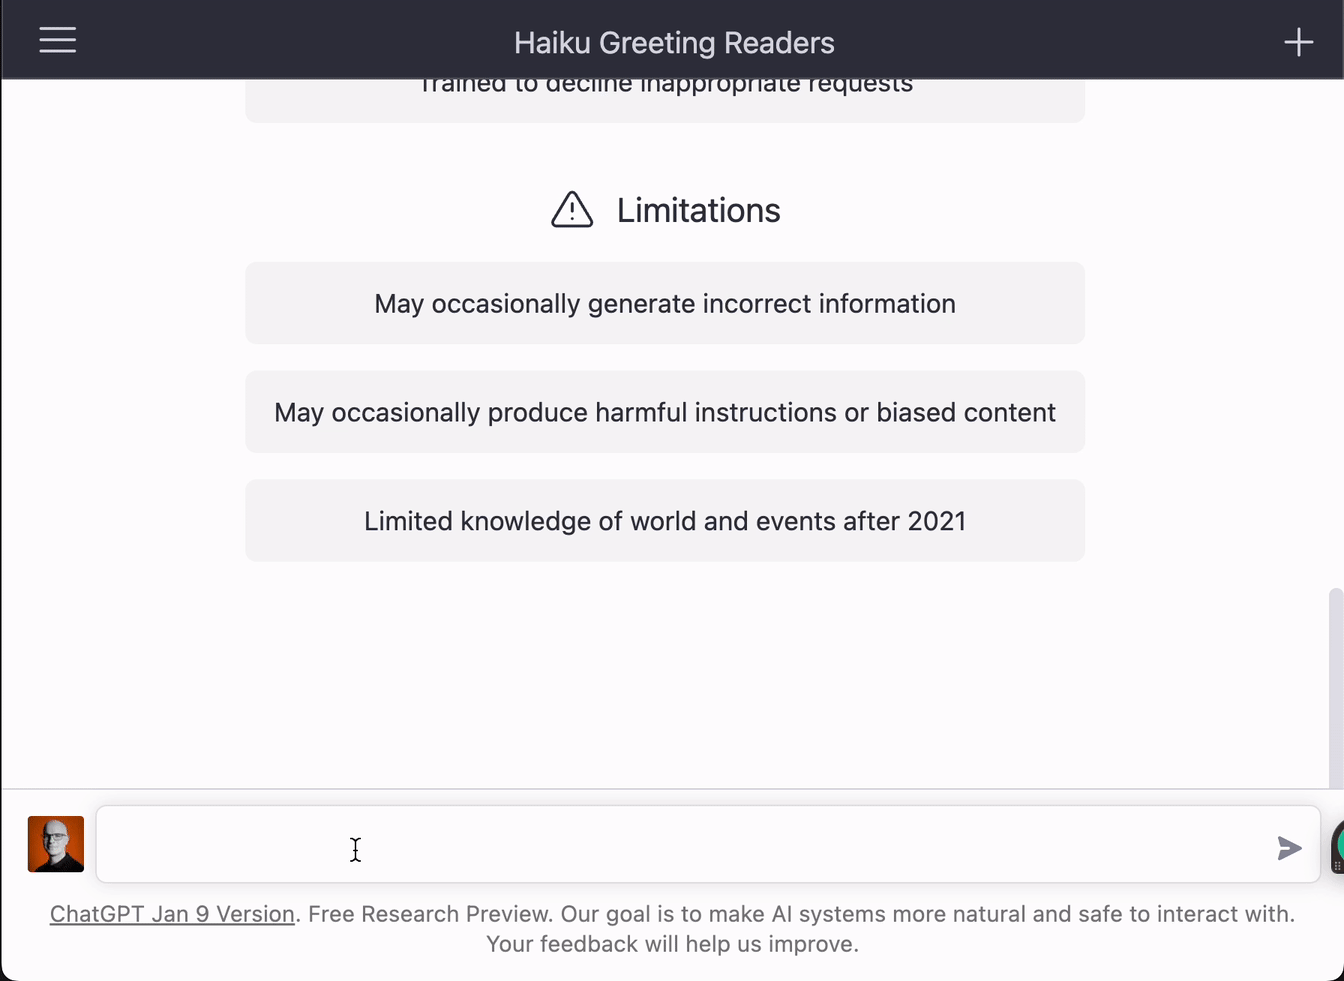 Haiku Greeting Readers
Trained to decline inappropriate requests
Limitations
May occasionally generate incorrect information
May occasionally produce harmful instructions or biased content
Limited knowledge of world and events after 2021
ChatGPT Jan 9 Version. Free Research Preview. Our goal is to make AI systems more natural and safe to interact with.
Your feedback will help us improve.